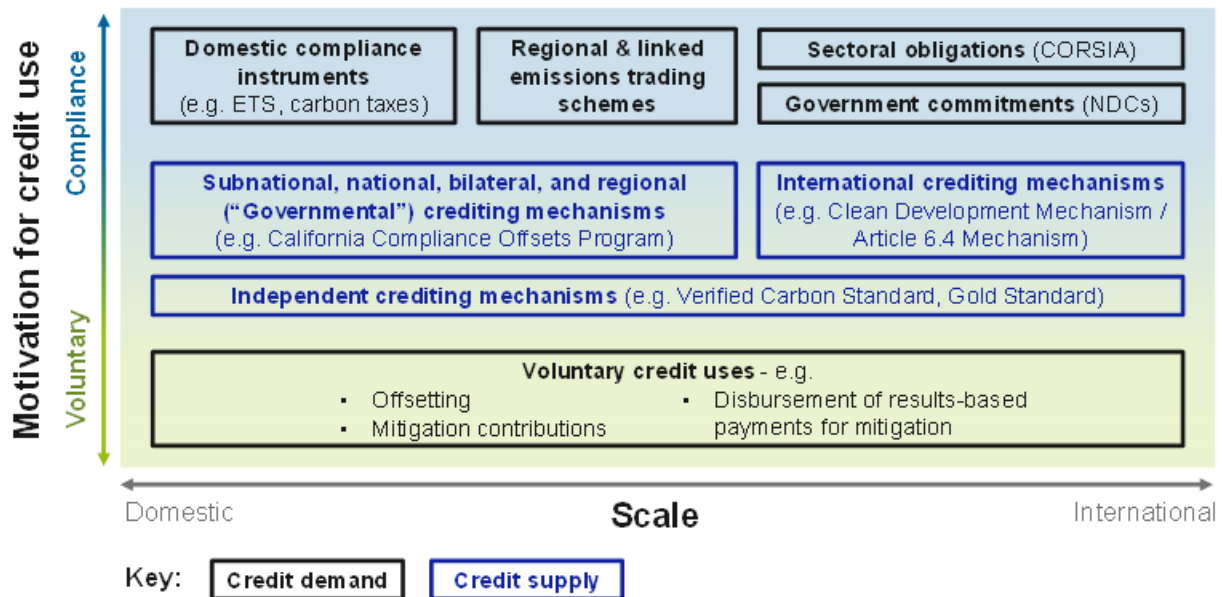 Motivation for credit use
Compliance
Voluntary
Domestic compliance
instruments
(e.g. ETS, carbon taxes)
Regional & linked
emissions trading
schemes
Sectoral obligations (CORSIA)
Government commitments (NDCs)
Subnational, national, bilateral, and regional
(“Governmental”) crediting mechanisms
(e.g. California Compliance Offsets Program)
International crediting mechanisms
(e.g. Clean Development Mechanism /
Article 6.4 Mechanism)
Independent crediting mechanisms (e.g. Verified Carbon Standard, Gold Standard)
Voluntary credit uses - e.g.
▪ Offsetting
▪ Mitigation contributions
▪ Disbursement of results-based
payments for mitigation
Domestic
Scale
International
Key:
Credit demand
Credit supply